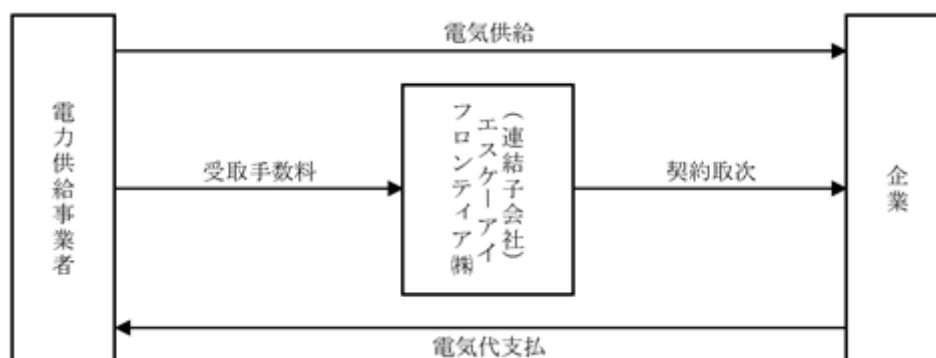 電気供給
電力供給事業者
受取手数料
（連結子会社）
エスケーアイ
フロンティア㈱
契約取次
企業
電気代支払